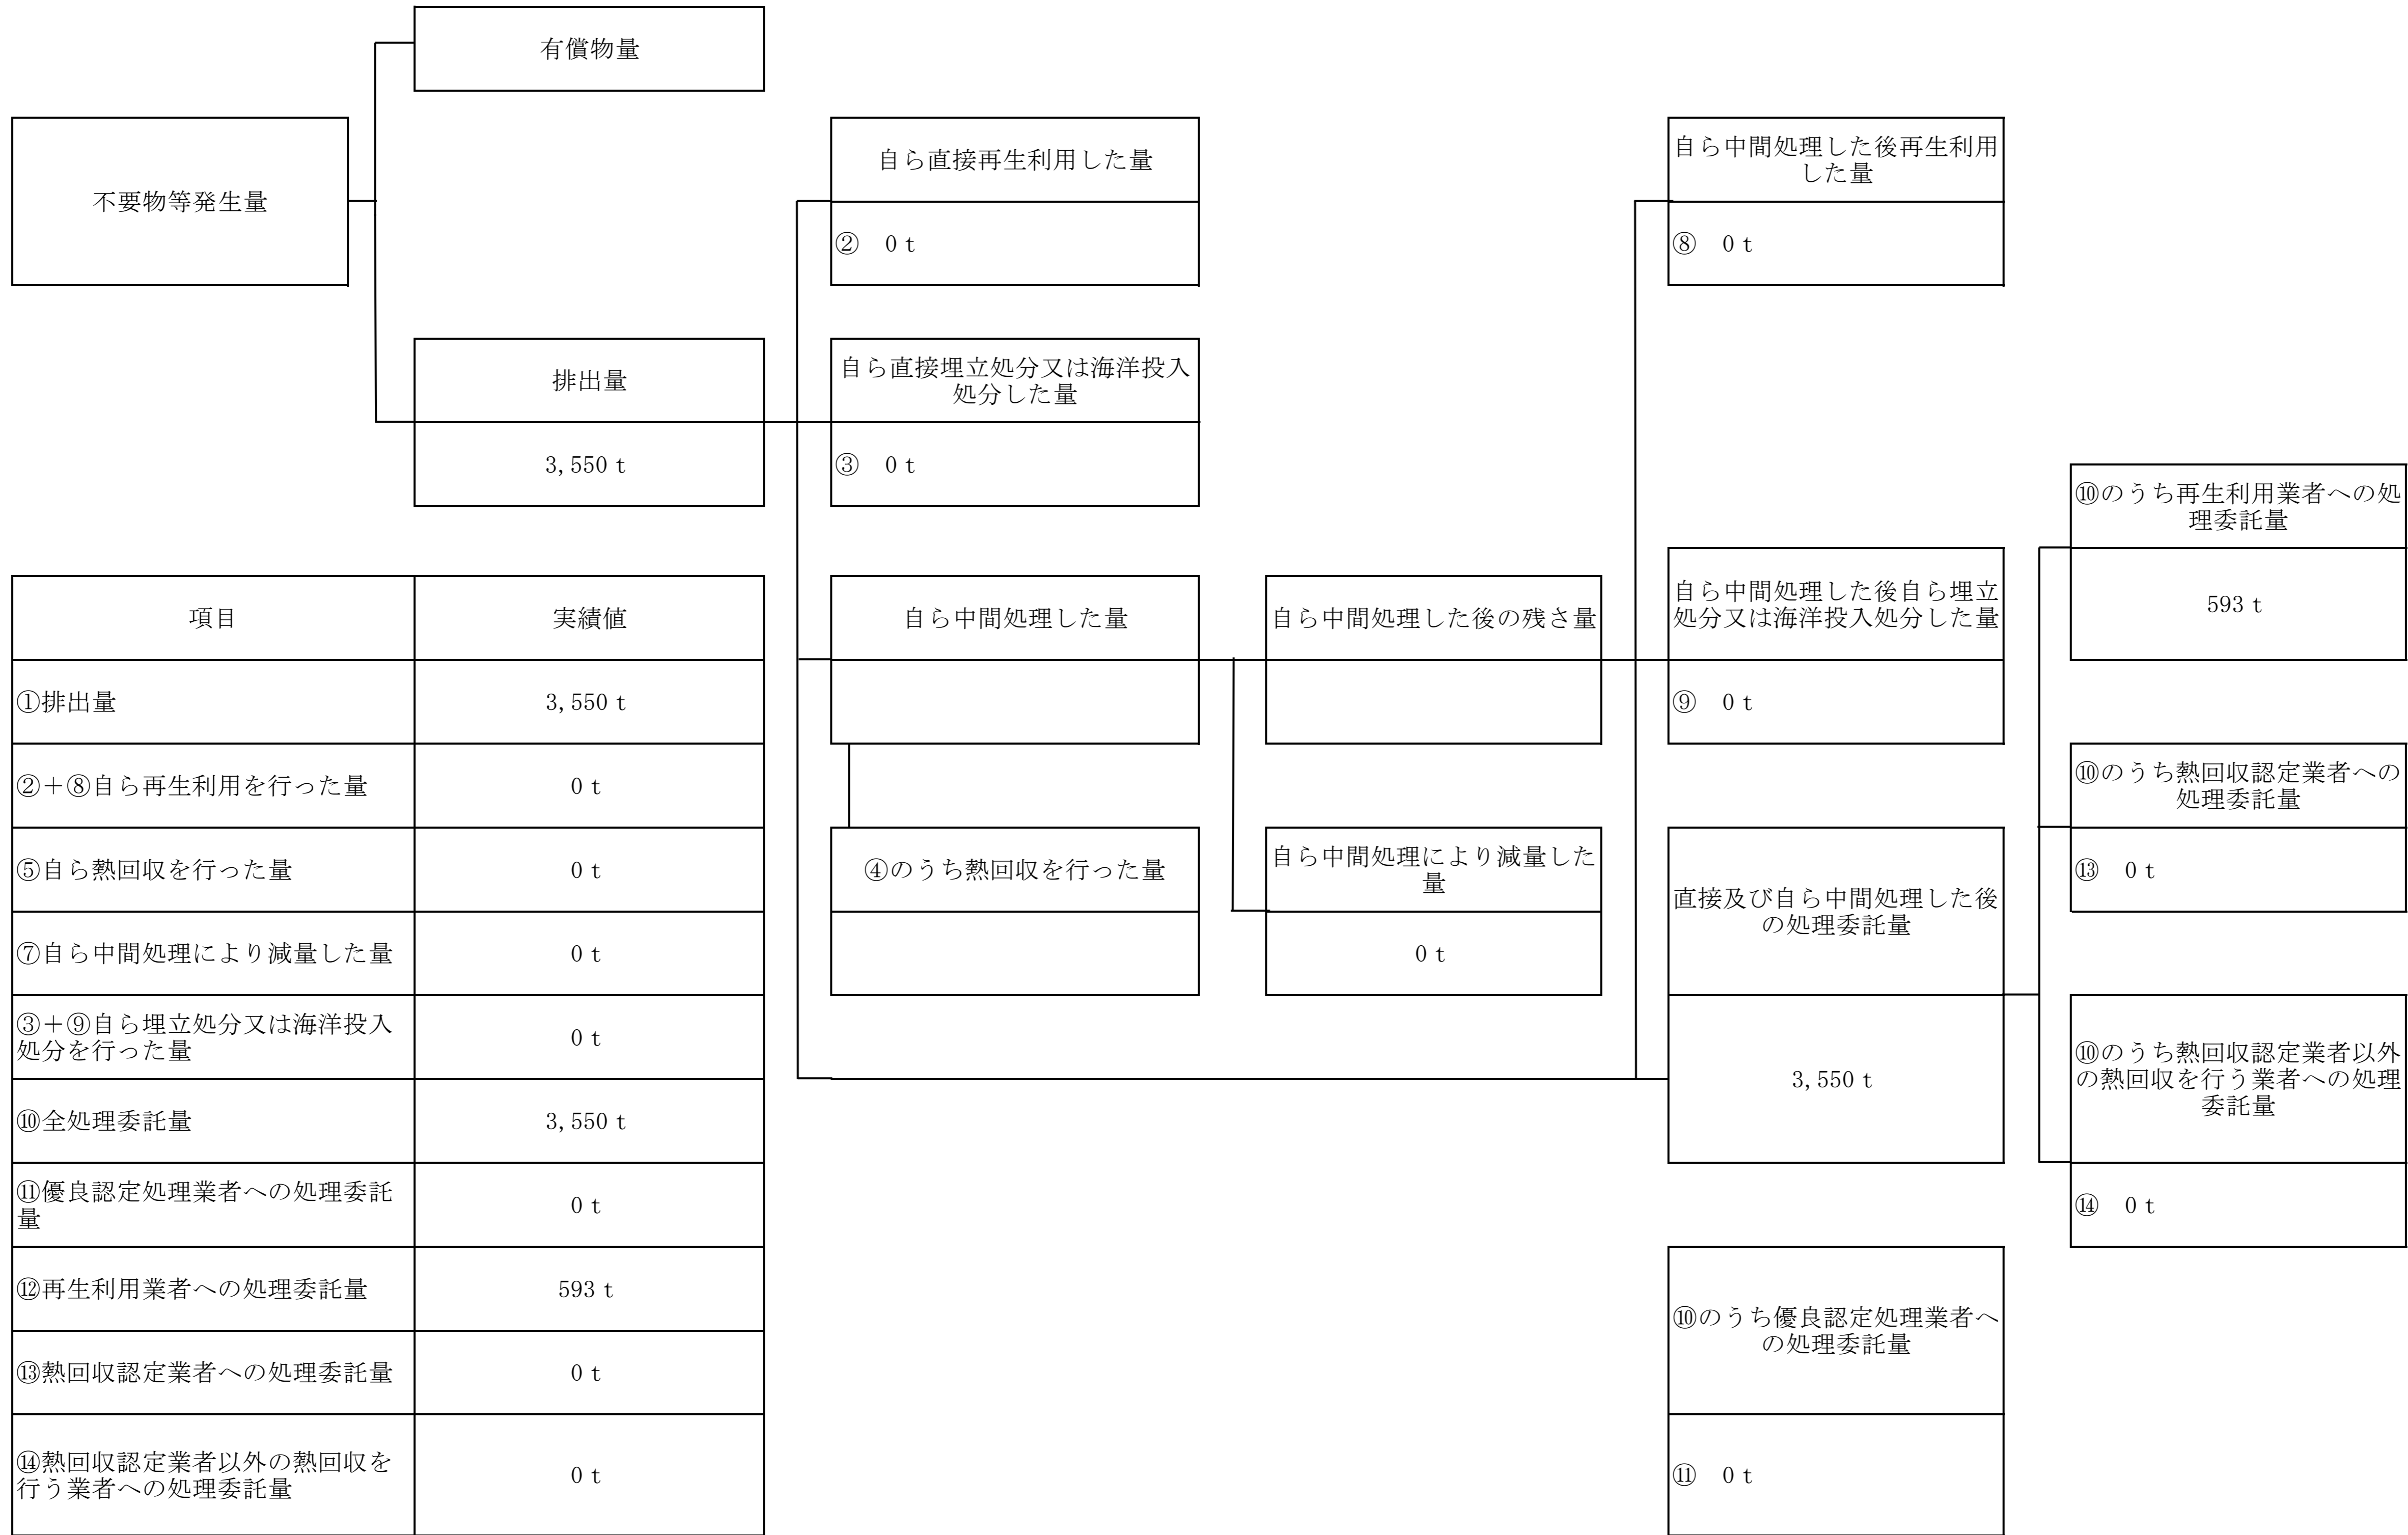 有償物量
不要物等発生量
自ら直接再生利用した量
② 0 t
自ら中間処理した後再生利用
した量
⑧ 0 t
排出量
3,550 t
自ら直接埋立処分又は海洋投入
処分した量
③ 0 t
⑩のうち再生利用業者への処
理委託量
593 t
自ら中間処理した量
自ら中間処理した後の残さ量
自ら中間処理した後自ら埋立
処分又は海洋投入処分した量
⑨ 0 t
④のうち熱回収を行った量
自ら中間処理により減量した
量
0 t
直接及び自ら中間処理した後
の処理委託量
3,550 t
⑩のうち熱回収認定業者への
処理委託量
⑬ 0 t
⑩のうち熱回収認定業者以外
の熱回収を行う業者への処理
委託量
⑭ 0 t
⑩のうち優良認定処理業者へ
の処理委託量
⑪ 0 t
項目 実績値
①排出量 3,550 t
②+⑧自ら再生利用を行った量 0 t
⑤自ら熱回収を行った量 0 t
⑦自ら中間処理により減量した量 0 t
③+⑨自ら埋立処分又は海洋投入
処分を行った量 0 t
⑩全処理委託量 3,550 t
⑪優良認定処理業者への処理委託
量 0 t
⑫再生利用業者への処理委託量 593 t
⑬熱回収認定業者への処理委託量 0 t
⑭熱回収認定業者以外の熱回収を
行う業者への処理委託量 0 t